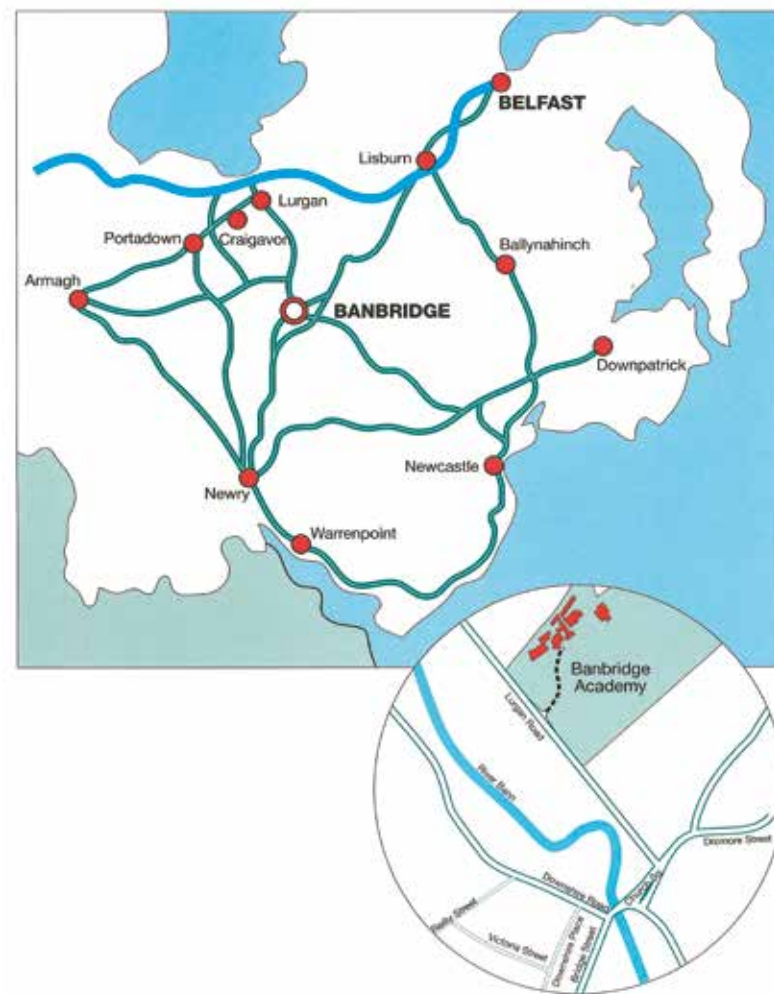 BELFAST
Lisburn
Lurgan
Portadown
Craigavon
Ballynahinch
Armagh
BANBRIDGE
Downpatrick
Newcastle
Newry
Warrenpoint
Banbridge
Academy
Lurgan Road
River Bann
Dromore Street
Church Sq
Downshire Road
Reilly Street
Victoria Street
Downshire Place
Bridge Street